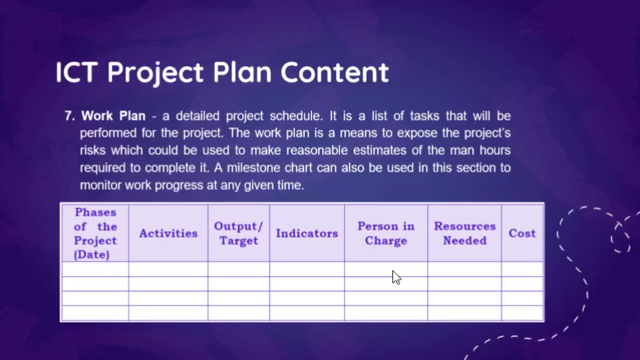 ICT Project Plan Content
7. Work Plan - a detailed project schedule. It is a list of tasks that will be
performed for the project. The work plan is a means to expose the project's
risks which could be used to make reasonable estimates of the man hours
required to complete it. A milestone chart can also be used in this section to
monitor work progress at any given time.
Phases of the Project (Date)
Activities
Output/ Target
Indicators
Person in Charge
Resources Needed
Cost